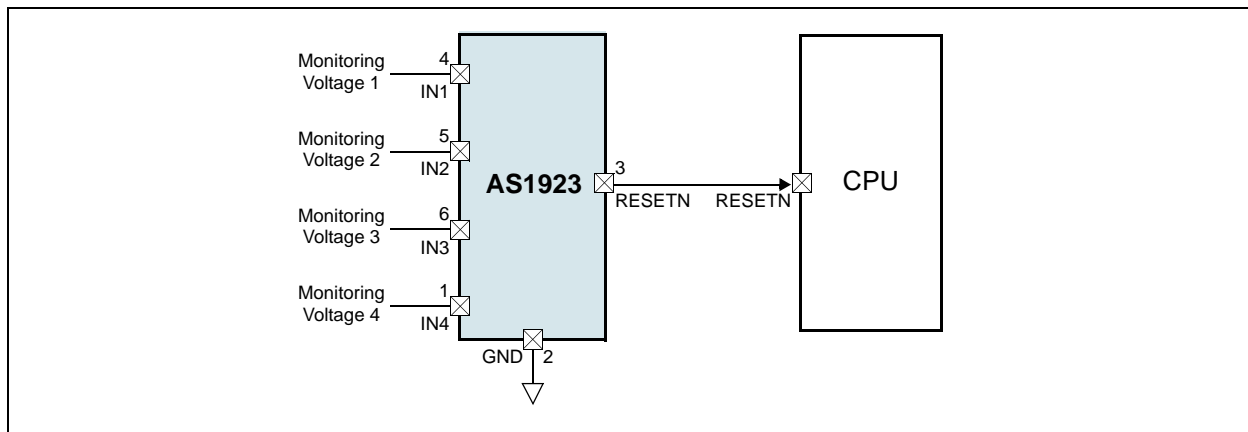 Monitoring
Voltage 1
4
IN1
Monitoring
Voltage 2
5
IN2
Monitoring
Voltage 3
6
IN3
Monitoring
Voltage 4
1
IN4
AS1923
GND 2
3
RESETN RESETN
CPU